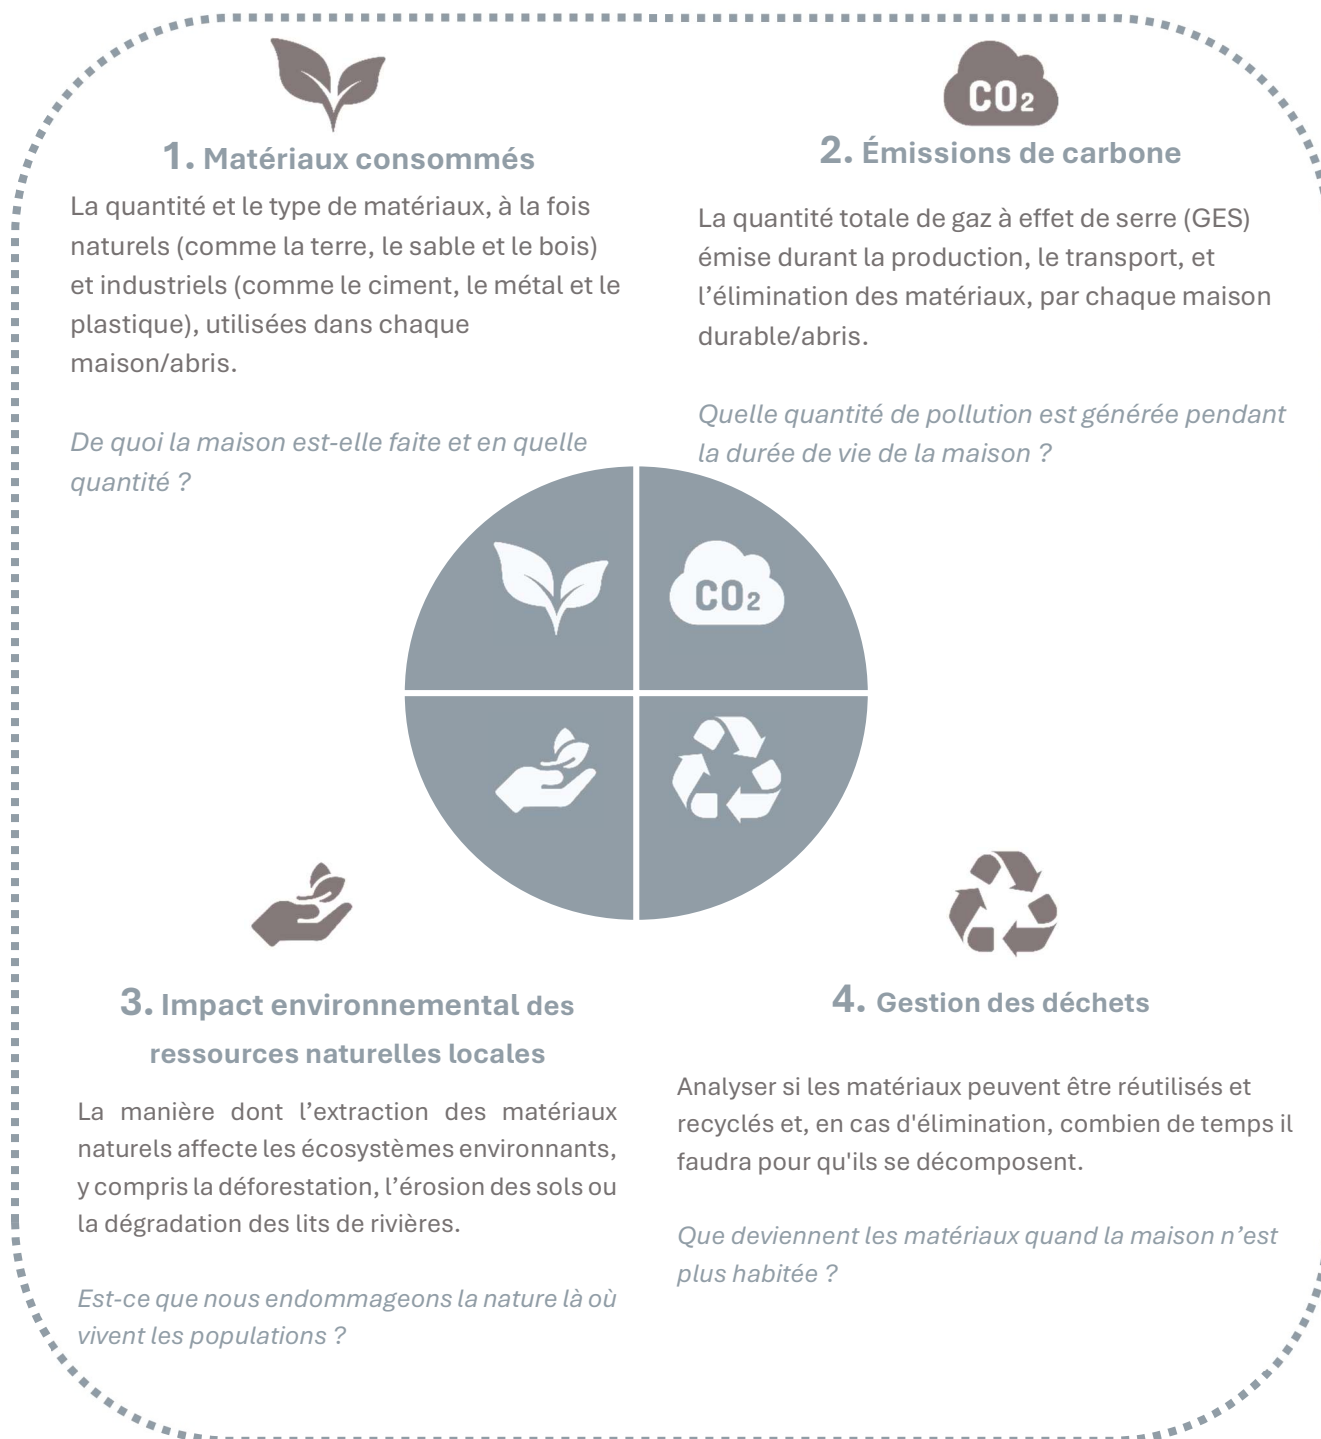 CO2
1. Matériaux consommés
La quantité et le type de matériaux, à la fois
naturels (comme la terre, le sable et le bois)
et industriels (comme le ciment, le métal et le
plastique), utilisées dans chaque
maison/abris.
De quoi la maison est-elle faite et en quelle
quantité ?
2. Émissions de carbone
La quantité totale de gaz à effet de serre (GES)
émise durant la production, le transport, et
l’élimination des matériaux, par chaque maison
durable/abris.
Quelle quantité de pollution est générée pendant
la durée de vie de la maison ?
CO2
3. Impact environnemental des
ressources naturelles locales
La manière dont l’extraction des matériaux
naturels affecte les écosystèmes environnants,
y compris la déforestation, l’érosion des sols ou
la dégradation des lits de rivières.
Est-ce que nous endommageons la nature là où
vivent les populations ?
4. Gestion des déchets
Analyser si les matériaux peuvent être réutilisés et
recyclés et, en cas d'élimination, combien de temps il
faudra pour qu'ils se décomposent.
Que deviennent les matériaux quand la maison n’est
plus habitée ?